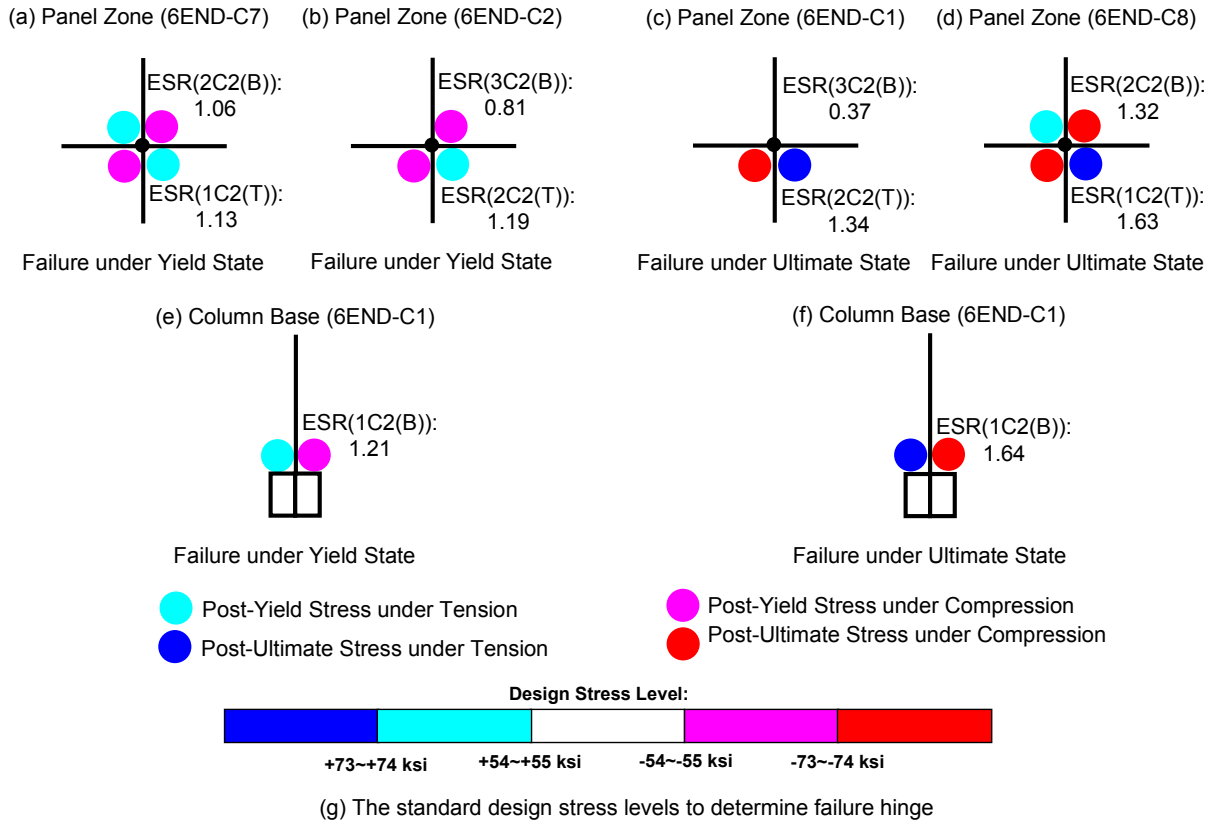 (a) Panel Zone (6END-C7)
(b) Panel Zone (6END-C2)
(c) Panel Zone (6END-C1)
(d) Panel Zone (6END-C8)
ESR(2C2(B)):
1.06
ESR(1C2(T)):
1.13
Failure under Yield State
ESR(3C2(B)):
0.81
ESR(2C2(T)):
1.19
Failure under Yield State
ESR(3C2(B)):
0.37
ESR(2C2(T)):
1.34
Failure under Ultimate State
ESR(2C2(B)):
1.32
ESR(1C2(T)):
1.63
Failure under Ultimate State
(e) Column Base (6END-C1)
ESR(1C2(B)):
1.21
Failure under Yield State
(f) Column Base (6END-C1)
ESR(1C2(B)):
1.64
Failure under Ultimate State
Post-Yield Stress under Tension
Post-Ultimate Stress under Tension
Post-Yield Stress under Compression
Post-Ultimate Stress under Compression
Design Stress Level:
+73~+74 ksi
+54~+55 ksi
-54~-55 ksi
-73~-74 ksi
(g) The standard design stress levels to determine failure hinge